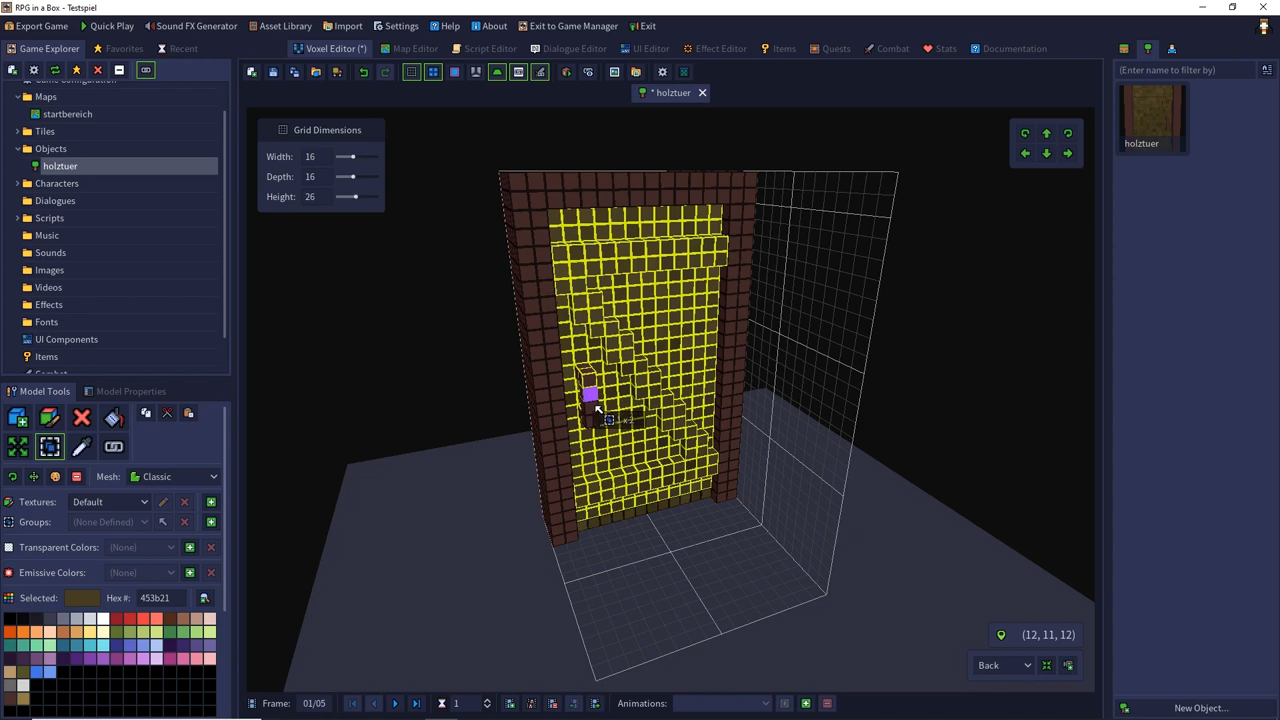 RPG in a Box - Testspiel
Export Game Quick Play Sound FX Generator Asset Library Import Settings Help About Exit to Game Manager Exit
Game Explorer Favorites Recent Voxel Editor (*) Map Editor Script Editor Dialogue Editor UI Editor Effect Editor Items Quests Combat Stats Documentation
(Enter name to filter by)
* holztuer
Maps
startbereich
Tiles
Objects
holztuer
Characters
Dialogues
Scripts
Music
Sounds
Images
Videos
Effects
Fonts
UI Components
Items
Grid Dimensions
Width: 16
Depth: 16
Height: 26
holztuer
Model Tools Model Properties
Mesh: Classic
Textures: Default
Groups: (None Defined)
Transparent Colors: (None)
Emissive Colors: (None)
Selected: Hex #: 453b21
(12, 11, 12)
Back
Frame: 01/05 1 Animations:
New Object...